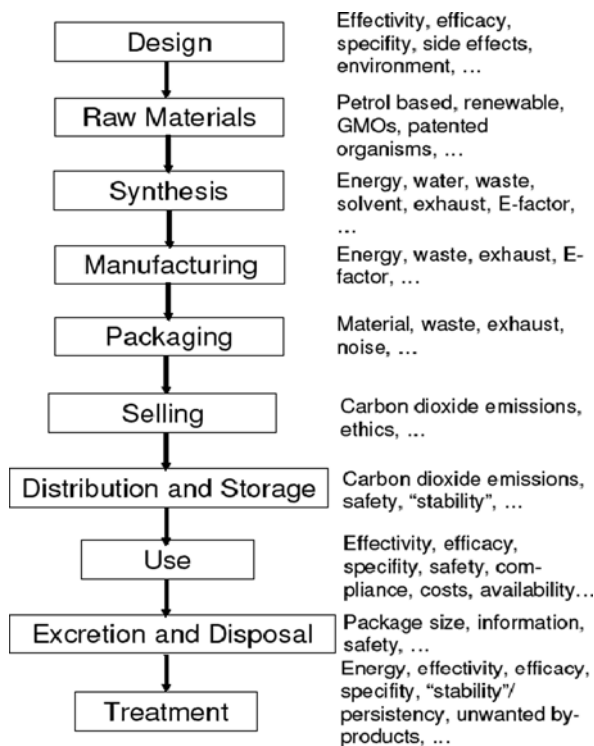 Design
Effectivity, efficacy,
specifity, side effects,
environment, ...
Raw Materials
Petrol based, renewable,
GMOs, patented
organisms, ...
Synthesis
Energy, water, waste,
solvent, exhaust, E-factor,
...
Manufacturing
Energy, waste, exhaust, E-
factor, ...
Packaging
Material, waste, exhaust,
noise, ...
Selling
Carbon dioxide emissions,
ethics, ...
Distribution and Storage
Carbon dioxide emissions,
safety, “stability”, ...
Use
Effectivity, efficacy,
specifity, safety, com-
pliance, costs, availability...
Excretion and Disposal
Package size, information,
safety, ...
Treatment
Energy, effectivity, efficacy,
specifity, “stability”/
persistency, unwanted by-
products, ...